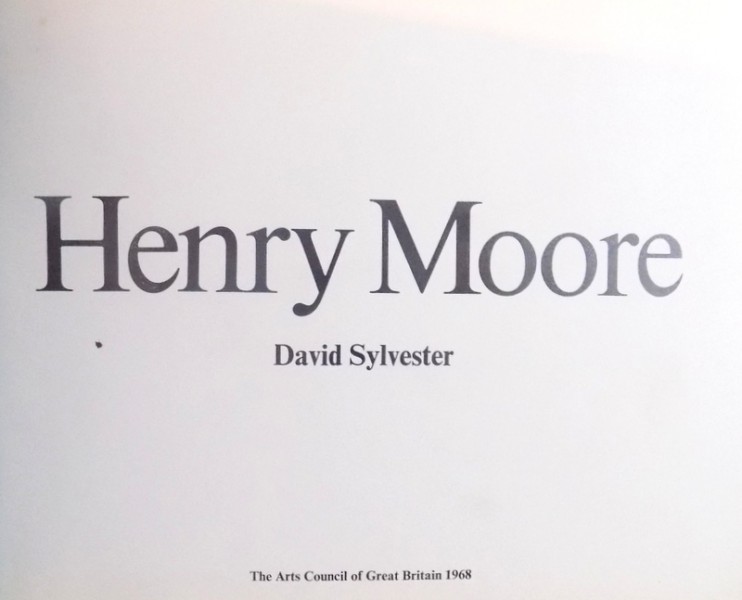 Henry Moore
David Sylvester
The Arts Council of Great Britain 1968